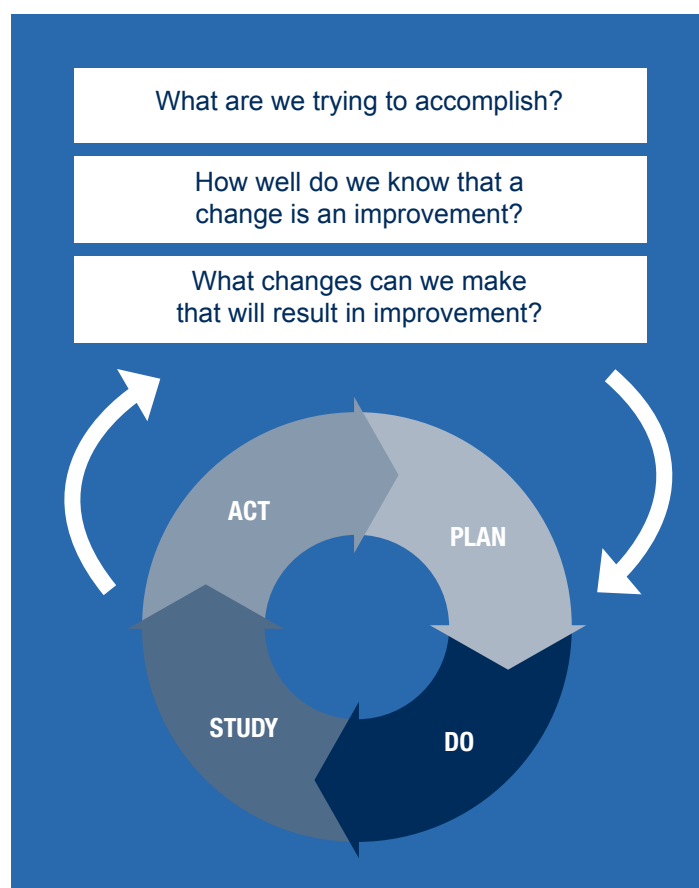 What are we trying to accomplish?
How well do we know that a
change is an improvement?
What changes can we make
that will result in improvement?
ACT
PLAN
STUDY
DO